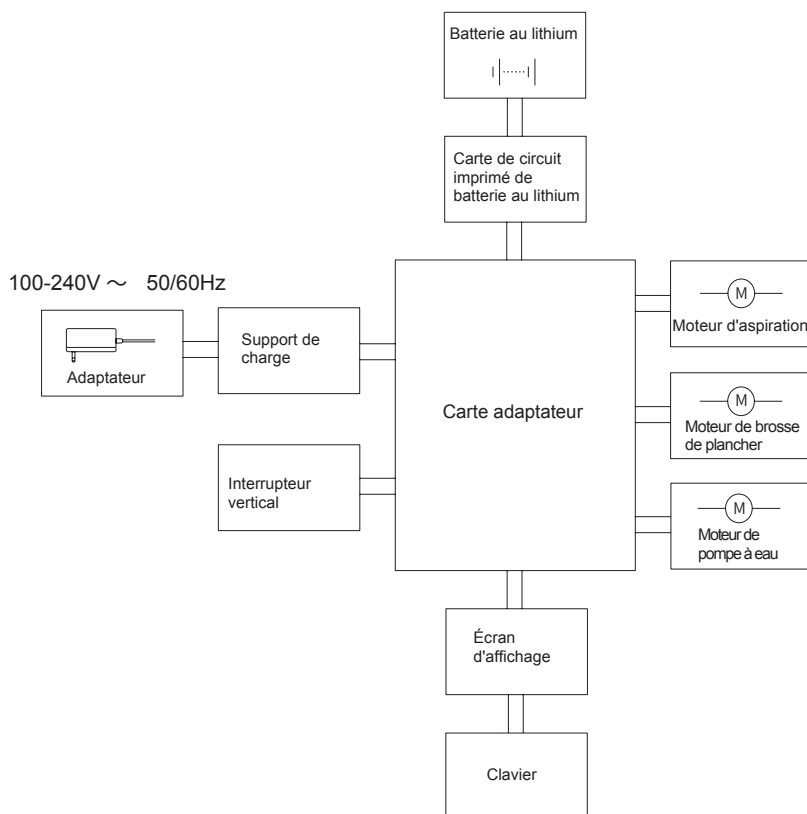 Batterie au lithium
Carte de circuit
imprimé de
batterie au lithium
100-240V ～ 50/60Hz
Adaptateur
Support de
charge
Interrupteur
vertical
Carte adaptateur
M
Moteur d'aspiration
M
Moteur de brosse
de plancher
M
Moteur de
pompe à eau
Écran
d'affichage
Clavier